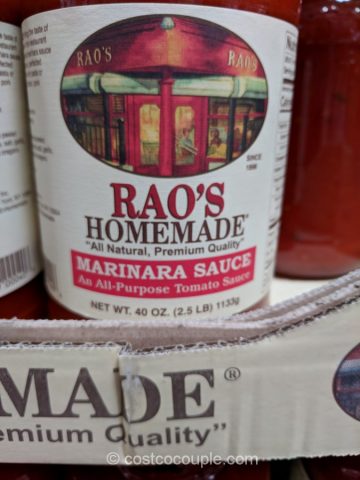 RAO'S
RAO'S
SINCE
1896
RAO'S
HOMEMADE®
"All Natural, Premium Quality"
MARINARA SAUCE
An All-Purpose Tomato Sauce
NET WT. 40 OZ. (2.5 LB) 1133g
MADE®
emium Quality"
© costcocouple.com